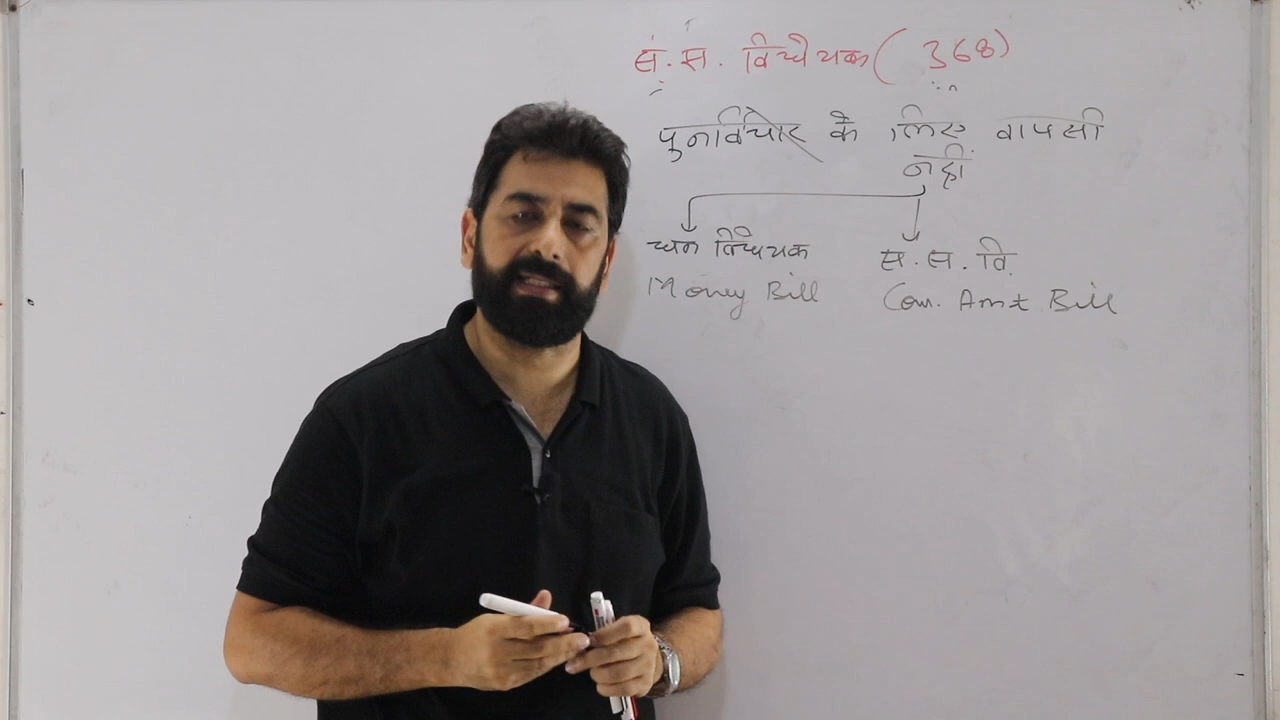 सं. स. विधेयक ( 368)
पुनर्विचार के लिए वापसी
नहीं
धन विधेयक
Money Bill
स. स. वि.
Con. Amt. Bill